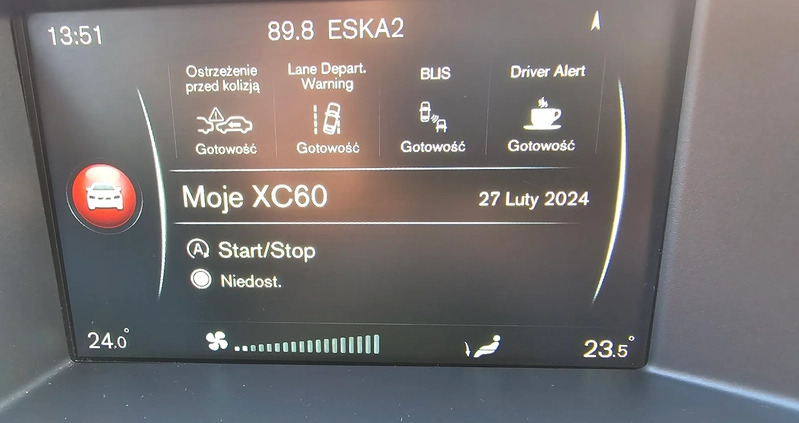 13:51
89.8 ESKA2
Ostrzeżenie
przed kolizją
Gotowość
Lane Depart.
Warning
Gotowość
BLIS
Gotowość
Driver Alert
Gotowość
Moje XC60
27 Luty 2024
A Start/Stop
Niedost.
24.0°
23.5°